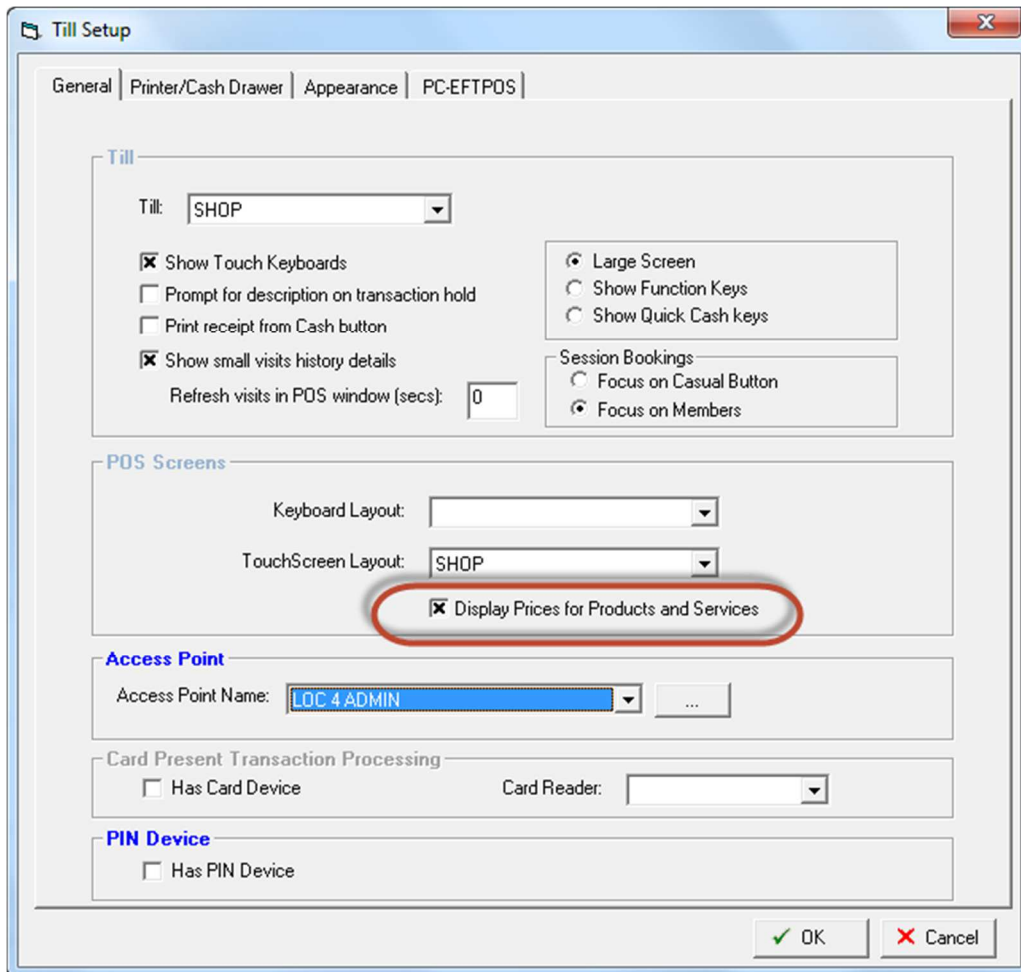 Till Setup
General Printer/Cash Drawer Appearance PC-EFTPOS
Till
Till: SHOP
Show Touch Keyboards
Prompt for description on transaction hold
Print receipt from Cash button
Show small visits history details
Refresh visits in POS window (secs): 0
Large Screen
Show Function Keys
Show Quick Cash keys
Session Bookings
Focus on Casual Button
Focus on Members
POS Screens
Keyboard Layout:
TouchScreen Layout: SHOP
Display Prices for Products and Services
Access Point
Access Point Name: LOC 4 ADMIN ...
Card Present Transaction Processing
Has Card Device Card Reader:
PIN Device
Has PIN Device
OK Cancel